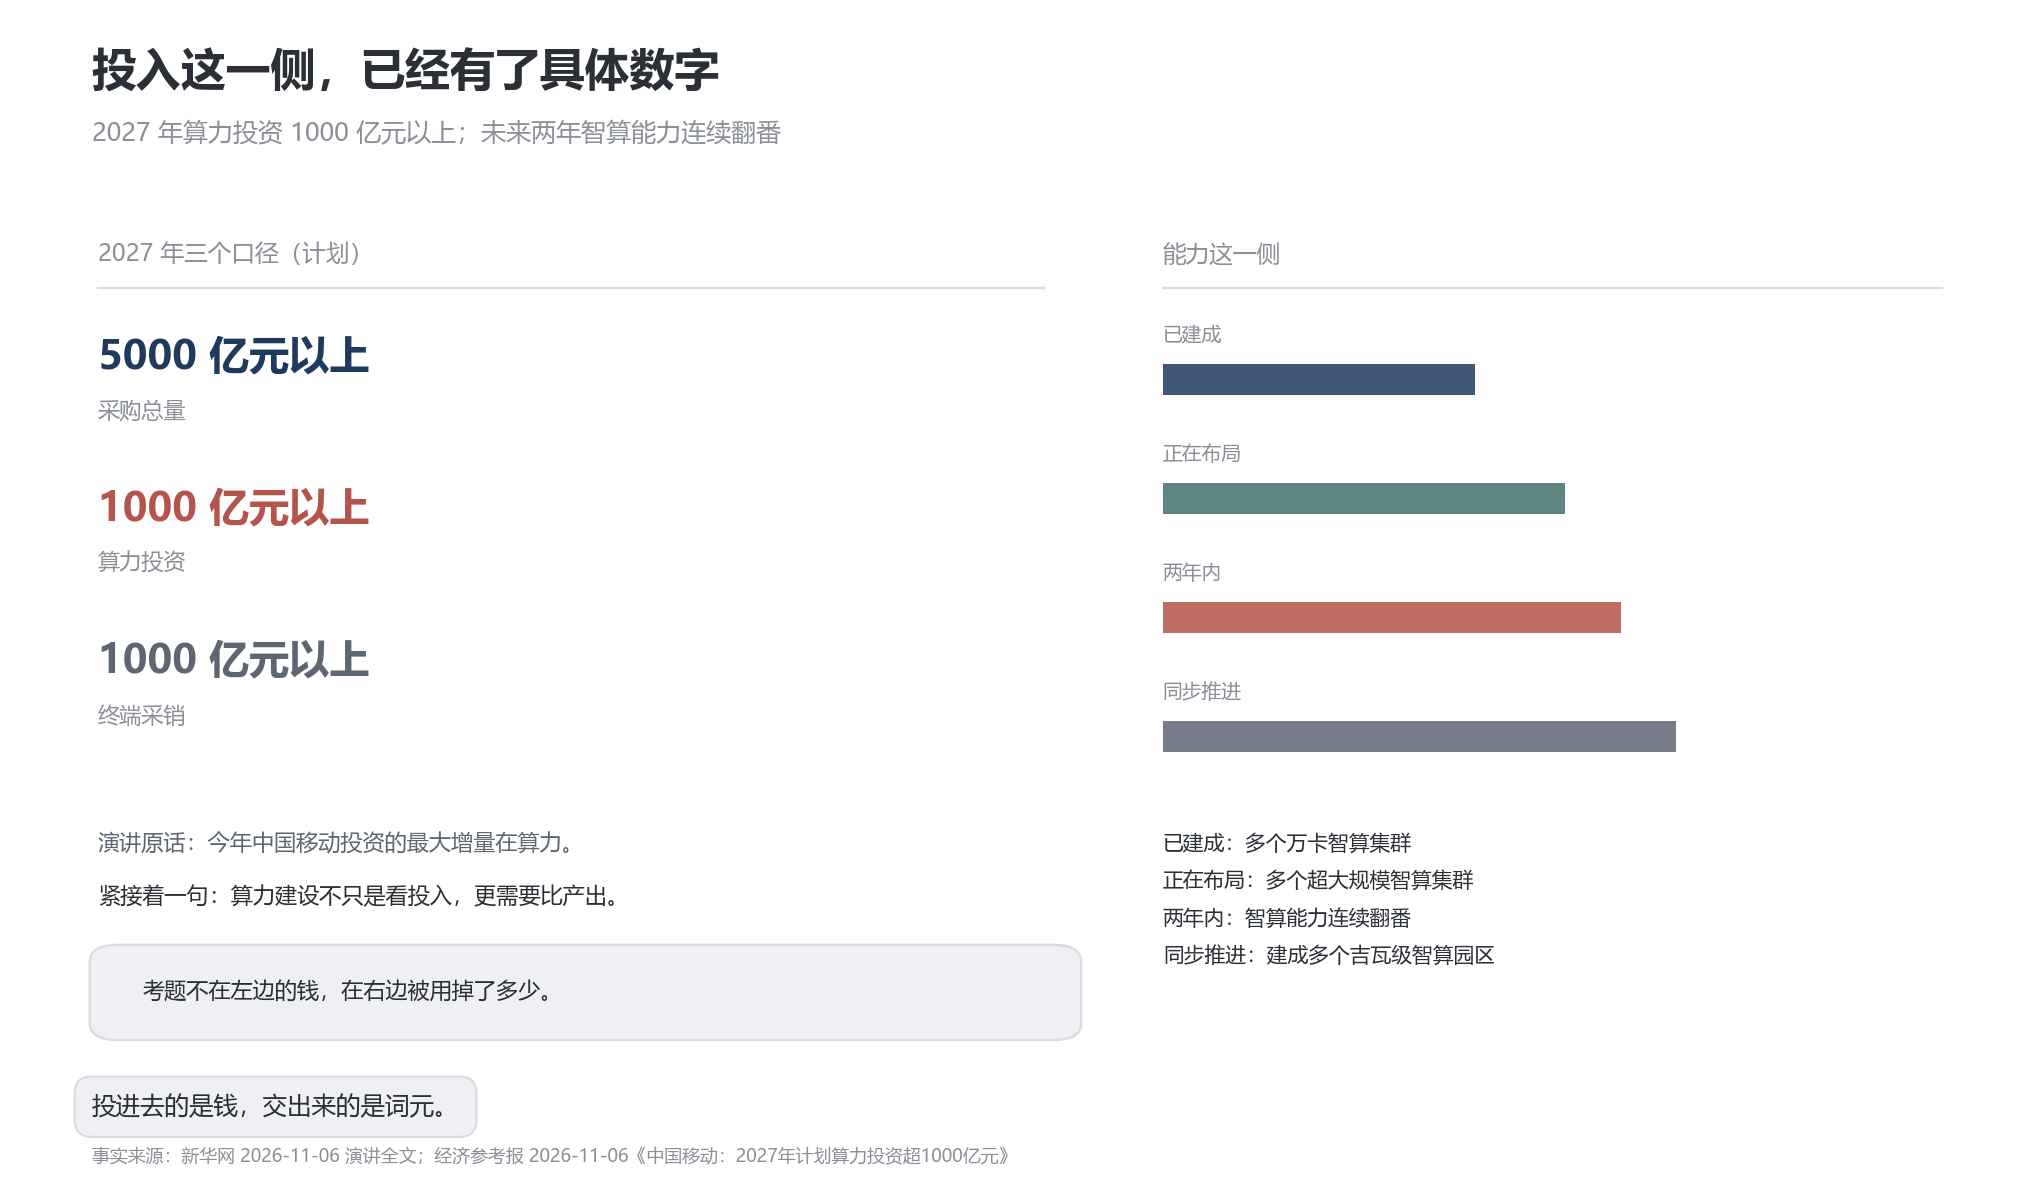 投入这一侧，已经有了具体数字
2027 年算力投资 1000 亿元以上；未来两年智算能力连续翻番
2027 年三个口径（计划）
5000 亿元以上
采购总量
1000 亿元以上
算力投资
1000 亿元以上
终端采销
演讲原话：今年中国移动投资的最大增量在算力。
紧接着一句：算力建设不只是看投入，更需要比产出。
考题不在左边的钱，在右边被用掉了多少。
能力这一侧
已建成
正在布局
两年内
同步推进
已建成：多个万卡智算集群
正在布局：多个超大规模智算集群
两年内：智算能力连续翻番
同步推进：建成多个吉瓦级智算园区
投进去的是钱，交出来的是词元。
事实来源：新华网 2026-11-06 演讲全文；经济参考报 2026-11-06《中国移动：2027年计划算力投资超1000亿元》